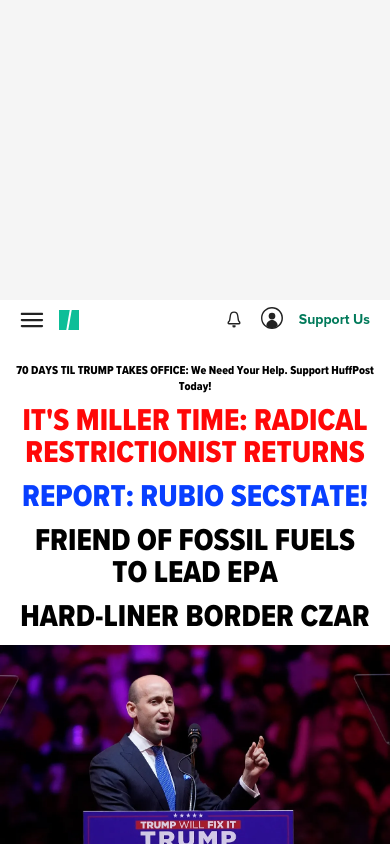 Support Us
70 DAYS TIL TRUMP TAKES OFFICE: We Need Your Help. Support HuffPost
Today!
IT'S MILLER TIME: RADICAL
RESTRICTIONIST RETURNS
REPORT: RUBIO SECSTATE!
FRIEND OF FOSSIL FUELS
TO LEAD EPA
HARD-LINER BORDER CZAR
TRUMP WILL FIX IT
TRUMP